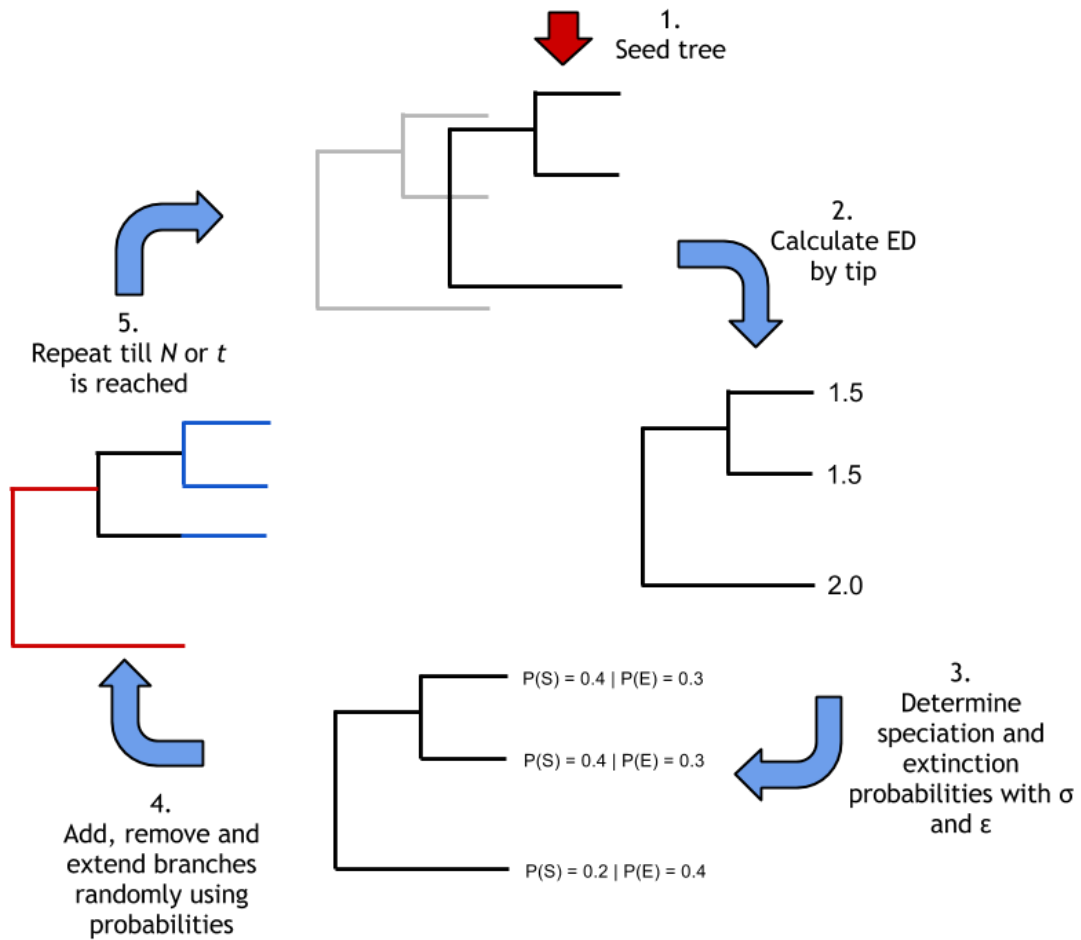 1.
Seed tree
2.
Calculate ED
by tip
1.5
1.5
2.0
3.
Determine
speciation and
extinction
probabilities with σ
and ε
P(S) = 0.4 | P(E) = 0.3
P(S) = 0.4 | P(E) = 0.3
P(S) = 0.2 | P(E) = 0.4
4.
Add, remove and
extend branches
randomly using
probabilities
5.
Repeat till N or t
is reached